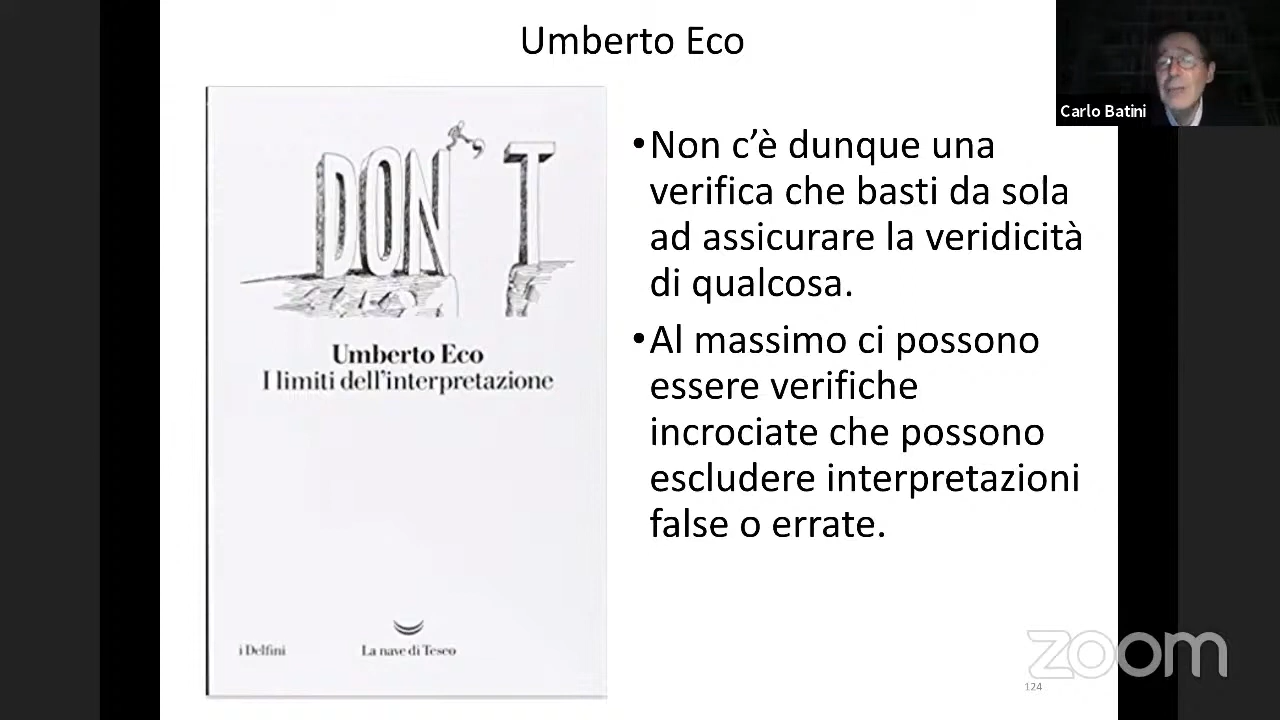 Umberto Eco
Carlo Batini
DON'T
Umberto Eco
I limiti dell'interpretazione
i Delfini
La nave di Teseo
•Non c'è dunque una
verifica che basti da sola
ad assicurare la veridicità
di qualcosa.
•Al massimo ci possono
essere verifiche
incrociate che possono
escludere interpretazioni
false o errate.
zoom
124